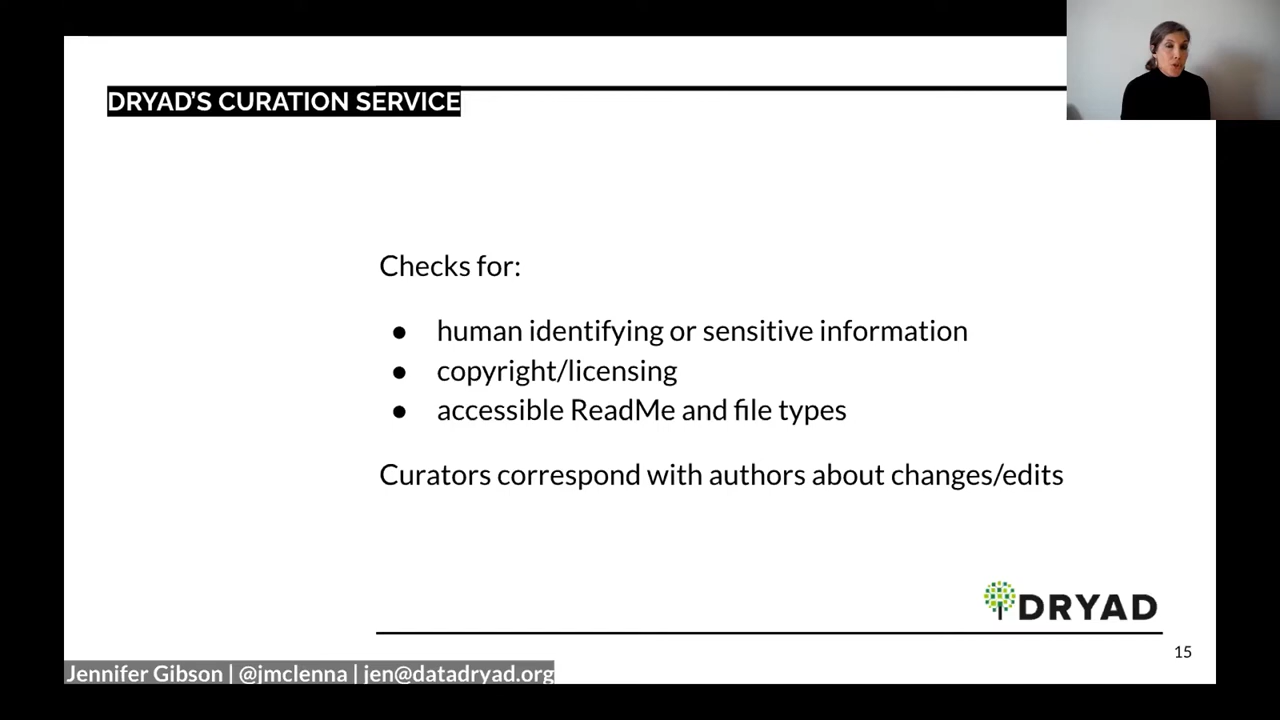 DRYAD'S CURATION SERVICE
Checks for:
● human identifying or sensitive information
● copyright/licensing
● accessible ReadMe and file types
Curators correspond with authors about changes/edits
DRYAD
15
Jennifer Gibson | @jmclenna | jen@datadryad.org